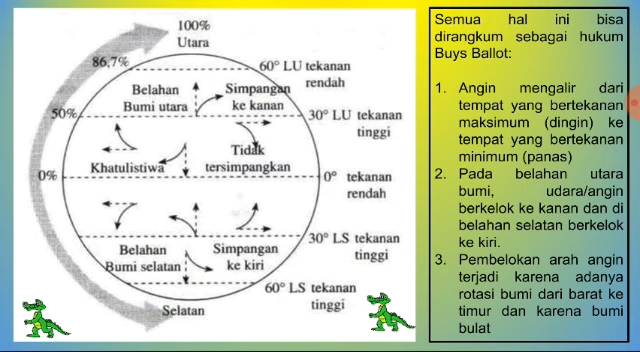 100%
Utara
86,7%
60° LU tekanan
rendah
Belahan
Bumi utara
Simpangan
ke kanan
50%
30° LU tekanan
tinggi
Tidak
tersimpangkan
Khatulistiwa
0%
0° tekanan
rendah
30° LS tekanan
tinggi
Belahan
Bumi selatan
Simpangan
ke kiri
60° LS tekanan
tinggi
Selatan
Semua hal ini bisa
dirangkum sebagai hukum
Buys Ballot:
1. Angin mengalir dari
tempat yang bertekanan
maksimum (dingin) ke
tempat yang bertekanan
minimum (panas)
2. Pada belahan utara
bumi, udara/angin
berkelok ke kanan dan di
belahan selatan berkelok
ke kiri.
3. Pembelokan arah angin
terjadi karena adanya
rotasi bumi dari barat ke
timur dan karena bumi
bulat